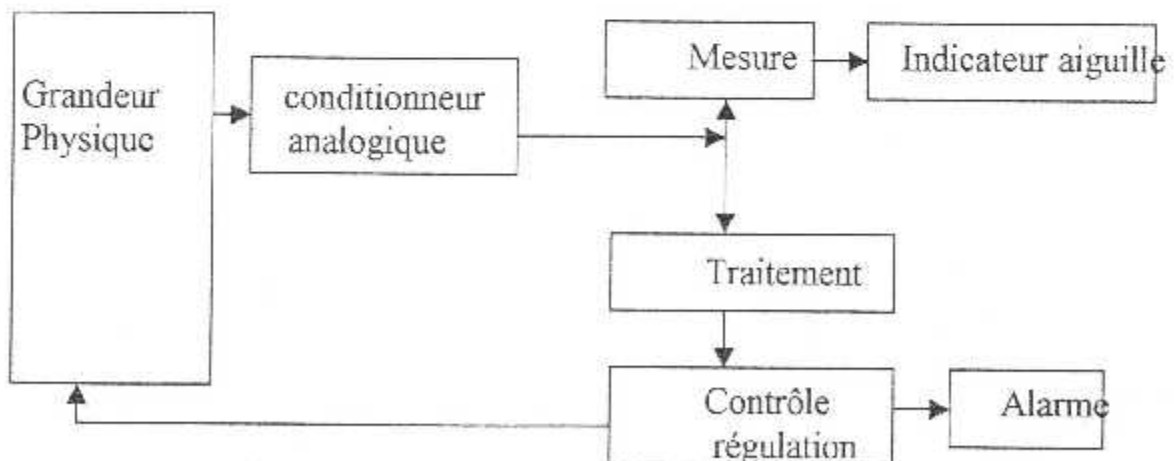 Grandeur
Physique
conditionneur
analogique
Mesure
Indicateur aiguille
Traitement
Contrôle
régulation
Alarme